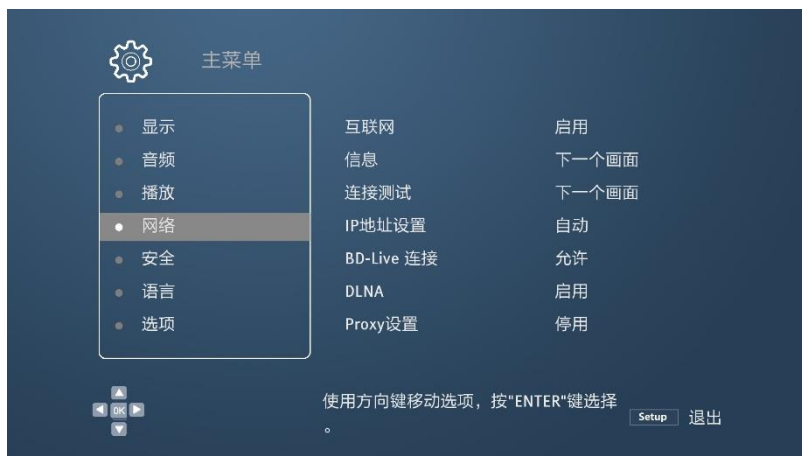 主菜单
显示
音频
播放
网络
安全
语言
选项
互联网 启用
信息 下一个画面
连接测试 下一个画面
IP地址设置 自动
BD-Live 连接 允许
DLNA 启用
Proxy设置 停用
OK
使用方向键移动选项，按"ENTER"键选择
。
Setup 退出